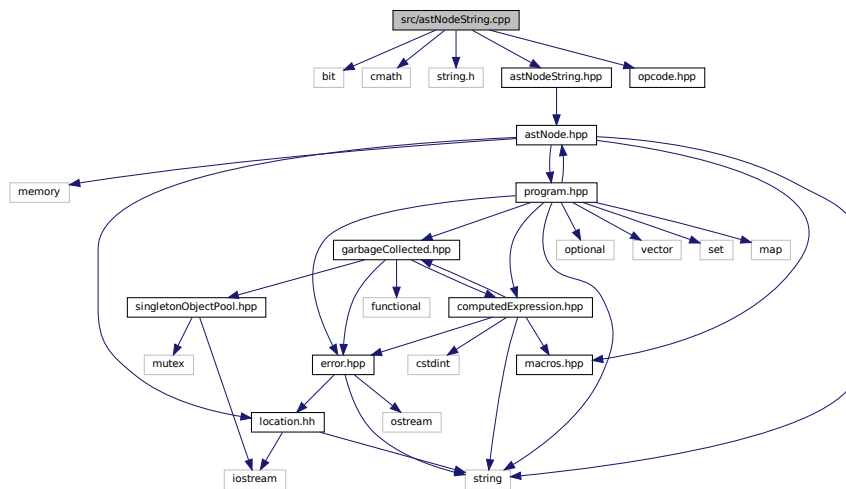 src/astNodeString.cpp
bit
cmath
string.h
astNodeString.hpp
opcode.hpp
astNode.hpp
memory
program.hpp
garbageCollected.hpp
optional
vector
set
map
singletonObjectPool.hpp
functional
computedExpression.hpp
mutex
error.hpp
cstdint
macros.hpp
location.hh
ostream
iostream
string